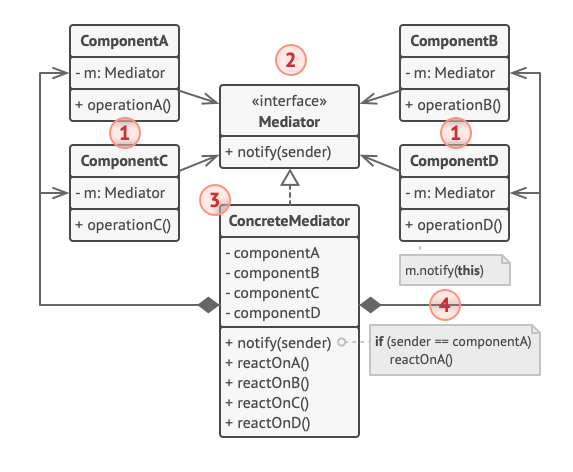 ComponentA
- m: Mediator
+ operationA()
1
ComponentC
- m: Mediator
+ operationC()
2
«interface»
Mediator
+ notify(sender)
ComponentB
- m: Mediator
+ operationB()
1
ComponentD
- m: Mediator
+ operationD()
m.notify(this)
3
ConcreteMediator
- componentA
- componentB
- componentC
- componentD
+ notify(sender)
+ reactOnA()
+ reactOnB()
+ reactOnC()
+ reactOnD()
4
if (sender == componentA)
reactOnA()